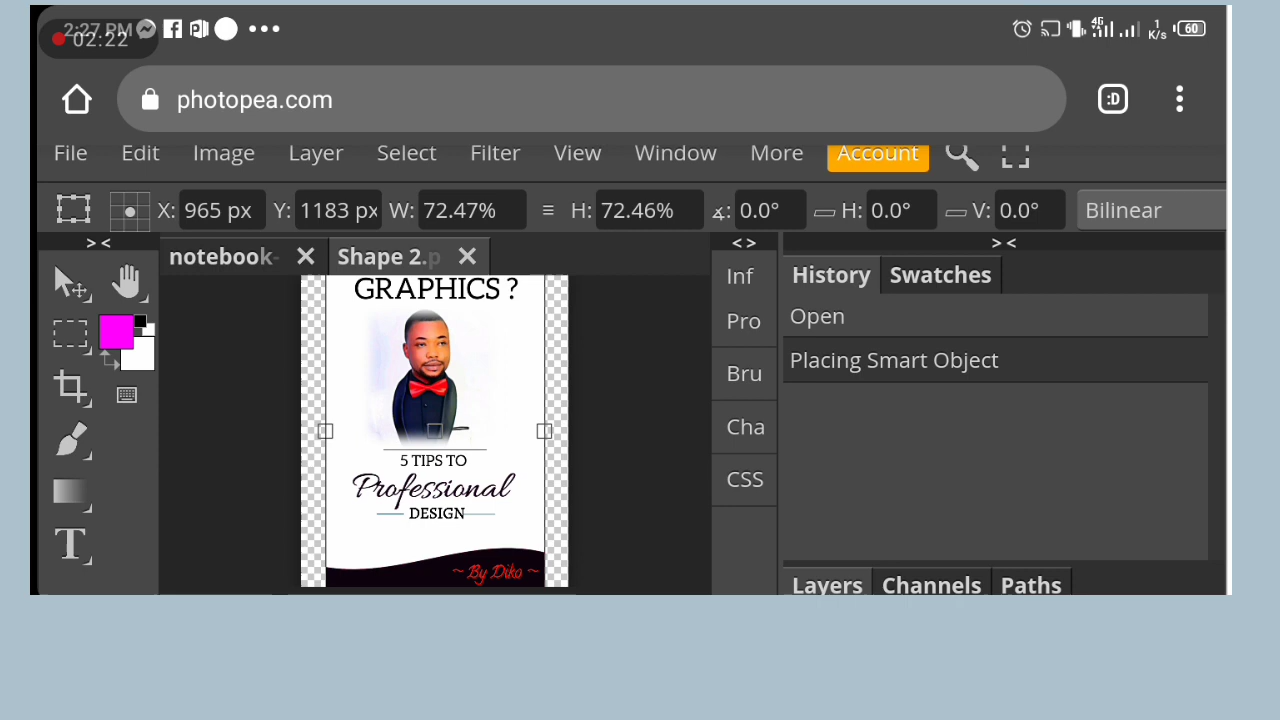 2:27 PM
02:22
4G
1
K/s
60
photopea.com
:D
File Edit Image Layer Select Filter View Window More Account
X: 965 px Y: 1183 px W: 72.47% H: 72.46% 0.0° H: 0.0° V: 0.0° Bilinear
> < < > > <
notebook- Shape 2.p
Inf
Pro
Bru
Cha
CSS
History Swatches
Open
Placing Smart Object
T
Layers Channels Paths
GRAPHICS ?
5 TIPS TO
Professional
DESIGN
~ By Diko ~